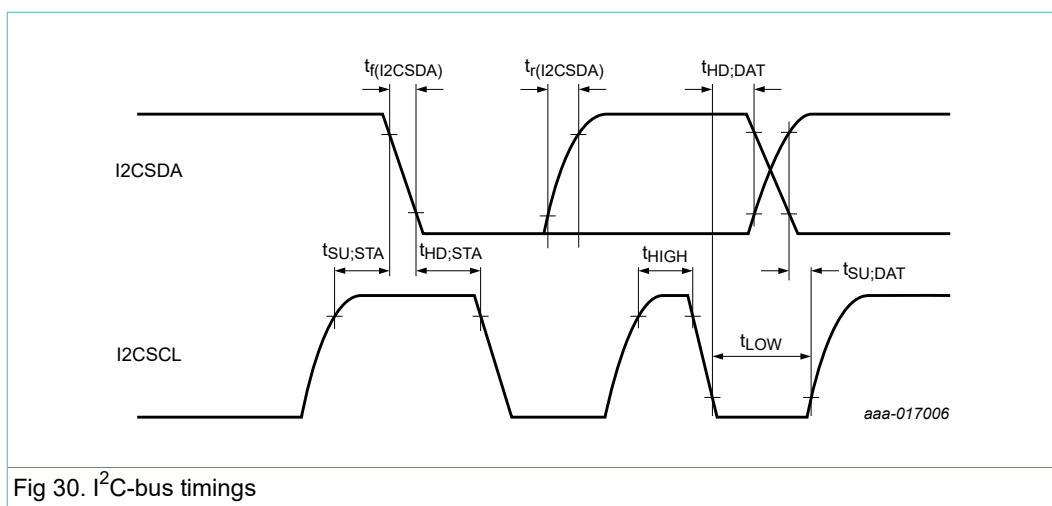 tf(I2CSDA) tr(I2CSDA) tHD;DAT
I2CSDA
tSU;STA tHD;STA tHIGH tSU;DAT
tLOW
I2CSCL
aaa-017006
Fig 30. I²C-bus timings